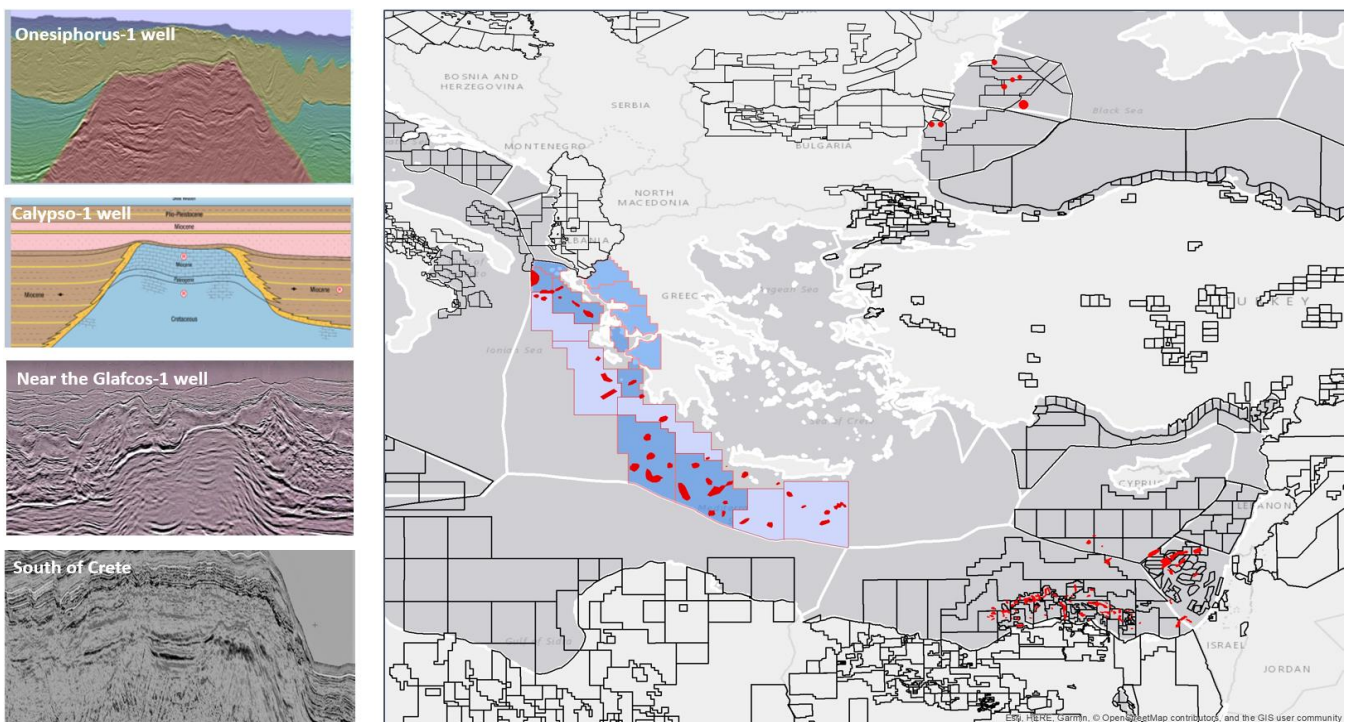 Onesiphorus-1 well
Calypso-1 well
Plio-Pleistocene
Miocene
Miocene
Miocene
Cretaceous
Near the Glafcos-1 well
South of Crete
BOSNIA AND
HERZEGOVINA
SERBIA
MONTENEGRO
BULGARIA
Black Sea
NORTH
MACEDONIA
ALBANIA
GREEC
Aegean Sea
TURKEY
Ionian Sea
Sea of Crete
CYPRUS
LEBANON
Gulf of Sidra
ISRAEL
JORDAN
Esri, HERE, Garmin, © OpenStreetMap contributors, and the GIS user community